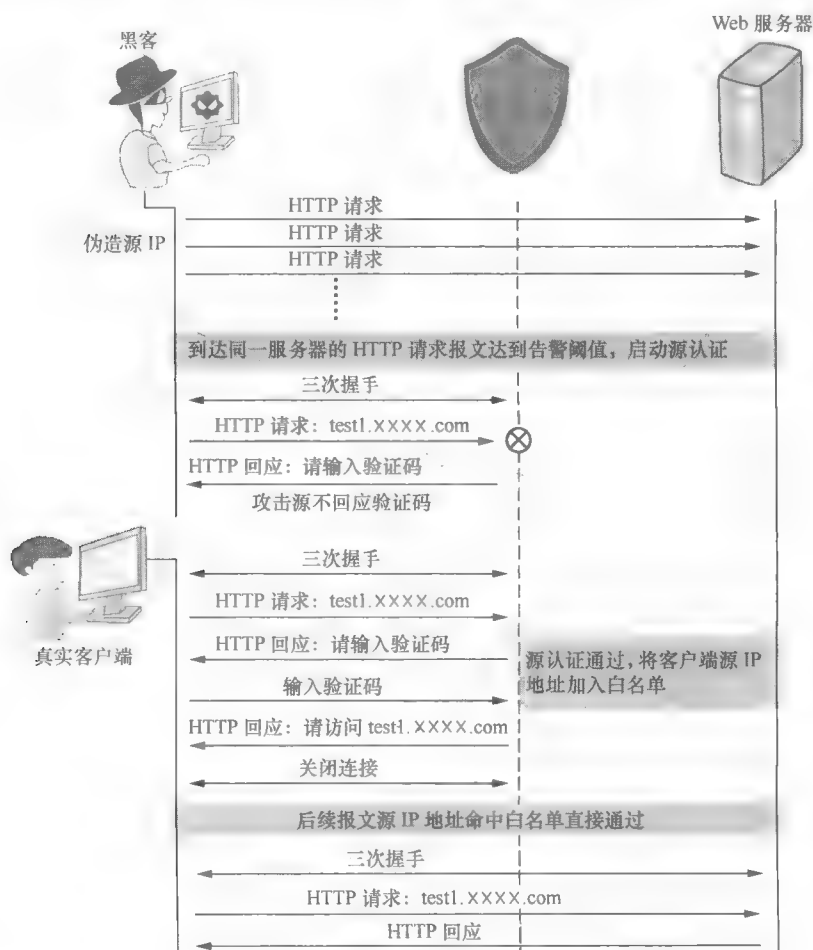 Web 服务器
黑客
HTTP 请求
伪造源 IP
HTTP 请求
HTTP 请求
到达同一服务器的 HTTP 请求报文达到告警阈值，启动源认证
三次握手
HTTP 请求：test1.XXXX.com
HTTP 回应：请输入验证码
攻击源不回应验证码
三次握手
HTTP 请求：test1.XXXX.com
真实客户端
HTTP 回应：请输入验证码
源认证通过，将客户端源 IP
地址加入白名单
输入验证码
HTTP 回应：请访问 test1.XXXX.com
关闭连接
后续报文源 IP 地址命中白名单直接通过
三次握手
HTTP 请求：test1.XXXX.com
HTTP 回应